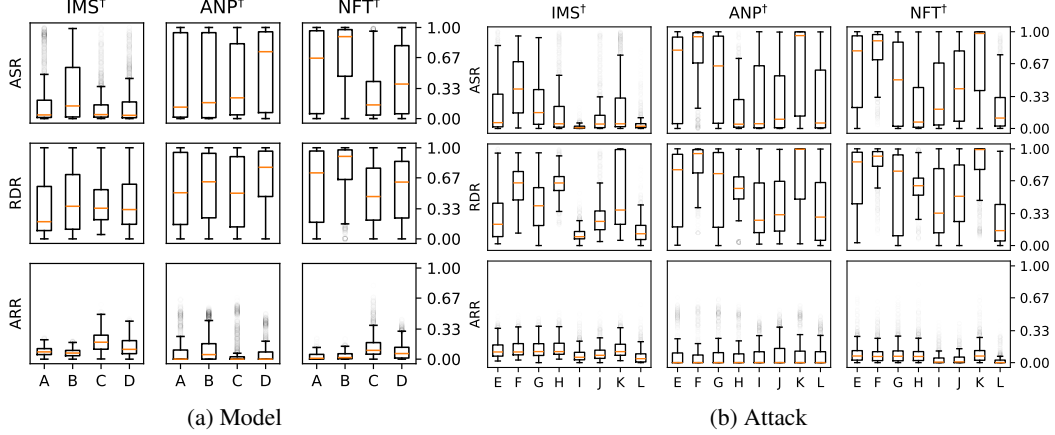 IMS† ANP† NFT†
ASR
1.00
0.67
0.33
0.00
RDR
1.00
0.67
0.33
0.00
ARR
1.00
0.67
0.33
0.00
A B C D A B C D A B C D
(a) Model
IMS† ANP† NFT†
ASR
1.00
0.67
0.33
0.00
RDR
1.00
0.67
0.33
0.00
ARR
1.00
0.67
0.33
0.00
E F G H I J K L E F G H I J K L E F G H I J K L
(b) Attack